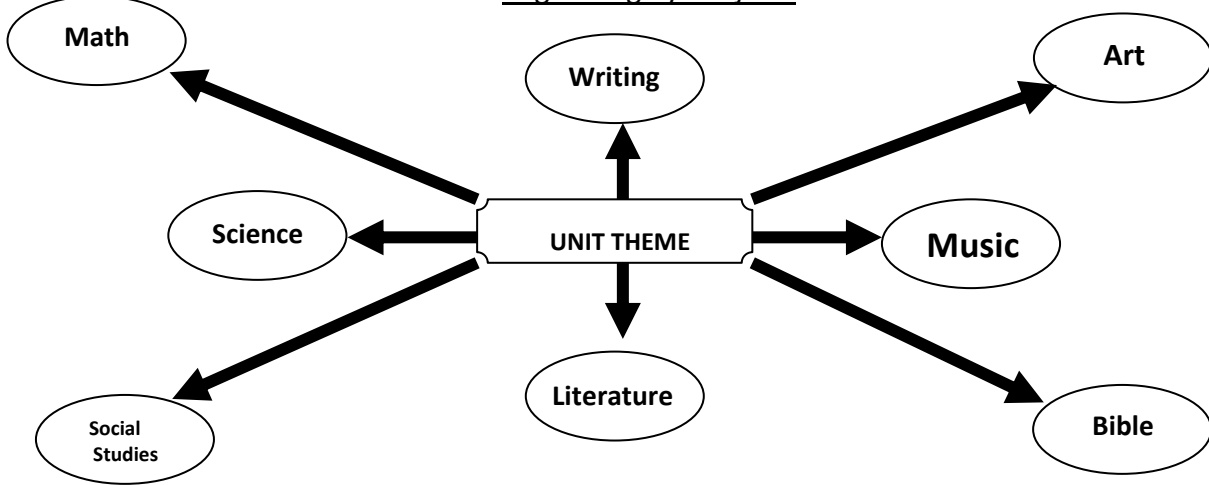 Math
Writing
Art
Science
UNIT THEME
Music
Social
Studies
Literature
Bible